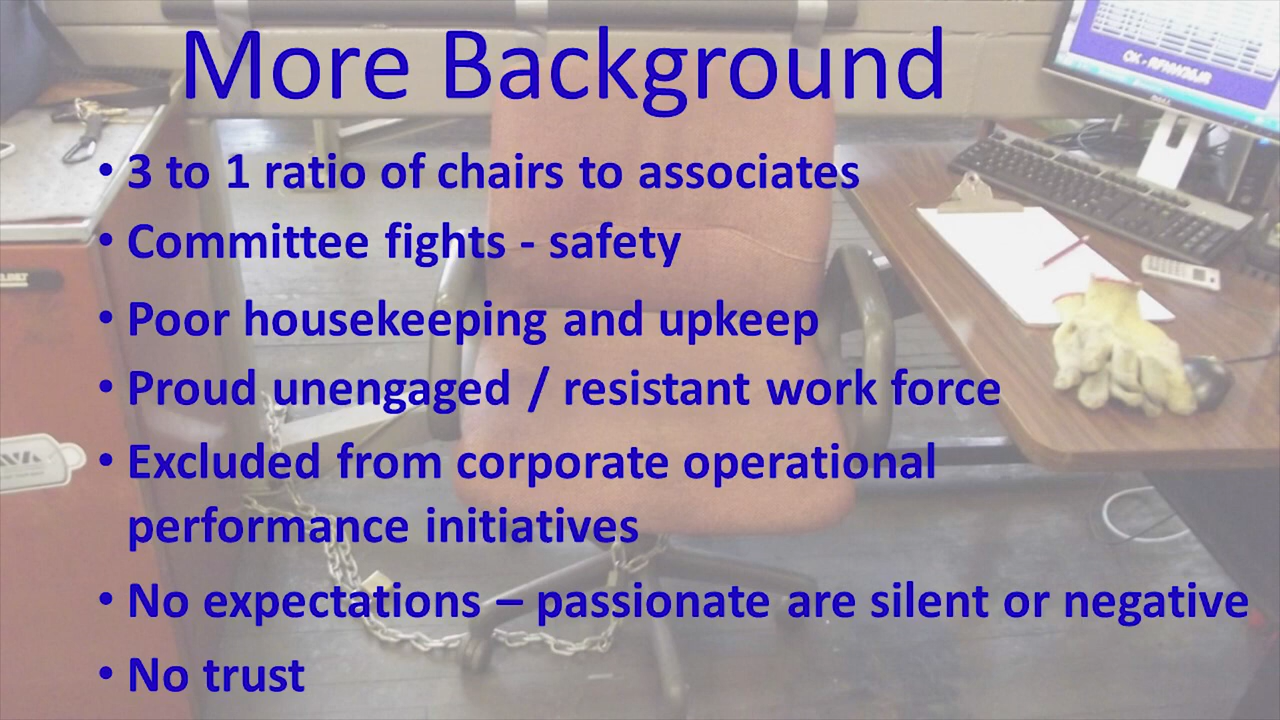 More Background
• 3 to 1 ratio of chairs to associates
• Committee fights - safety
• Poor housekeeping and upkeep
• Proud unengaged / resistant work force
• Excluded from corporate operational
performance initiatives
• No expectations – passionate are silent or negative
• No trust
DELL